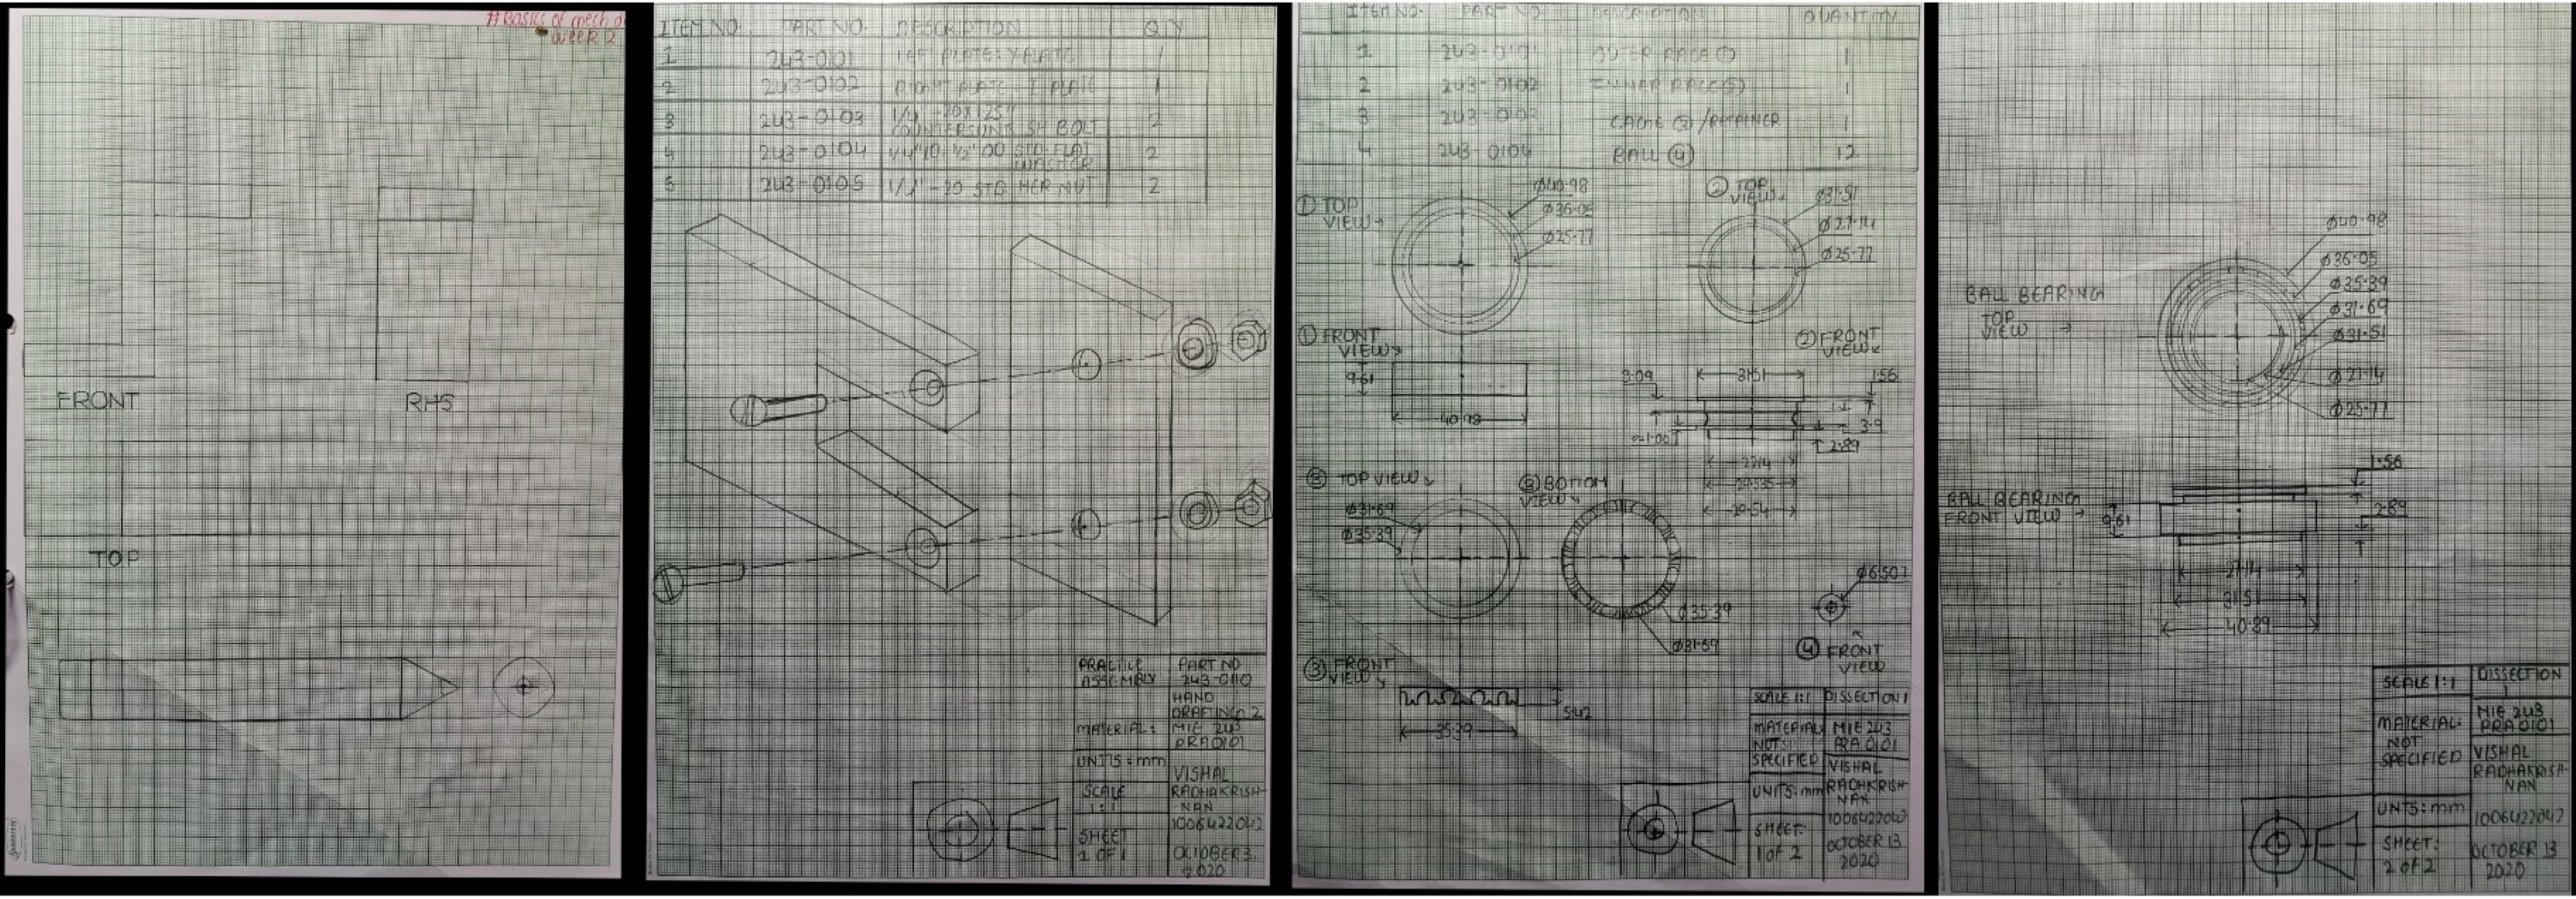 #Basics of mech
week 2
FRONT
RHS
TOP
ITEM NO. PART NO. DESCRIPTION QTY
1 243-0101 LEFT PLATE: Y PLATE 1
2 243-0102 RIGHT PLATE: I PLATE 1
3 243-0103 1/4"-20X1.25" COUNTERSUNK SH BOLT 2
4 243-0104 1/4"ID, 1/2"OD STD. FLAT WASHER 2
5 243-0105 -20 STD HEX NUT 2
PRACTICE ASSEMBLY
PART NO
243-0110
HAND
DRAFTING 2
MATERIAL:
MIE 243
PRA0101
UNITS: mm
SCALE
1:1
VISHAL
RADHAKRISH
-NAN
1006422042
SHEET
1 OF 1
OCTOBER 3,
2020
ITEM NO. PART NO. DESCRIPTION QUANTITY
1 243-0101 OUTER RACE ① 1
2 243-0102 INNER RACE ② 1
3 243-0103 CAGE ③ /RETAINER 1
4 243-0104 BALL ④ 12
① TOP
VIEW
Ø40.98
Ø36.05
Ø25.77
② TOP
VIEW
Ø31.51
Ø27.14
Ø25.77
① FRONT
VIEW
9.61
40.98
② FRONT
VIEW
3.09
31.51
1.56
3.9
≈1.00
2.89
27.14
29.535
29.54
③ TOP VIEW
Ø31.69
Ø35.39
③ BOTTOM
VIEW
Ø35.39
Ø31.69
Ø6.50
④ FRONT
VIEW
③ FRONT
VIEW
5.42
35.39
SCALE 1:1 DISSECTION 1
MATERIAL:
NOT
SPECIFIED
MIE 243
PRA 0101
UNITS: mm
VISHAL
RADHKRISH-
NAN
1006422042
SHEET:
1 of 2
OCTOBER 13
2020
BALL BEARING
TOP
VIEW
Ø40.98
Ø36.05
Ø35.39
Ø31.69
Ø31.51
Ø27.14
Ø25.77
BALL BEARING
FRONT VIEW
9.61
1.56
2.89
27.14
31.51
40.89
SCALE 1:1
DISSECTION
1
MATERIAL:
NOT
SPECIFIED
MIE 243
PRA0101
VISHAL
RADHAKRISH-
NAN
UNTS: mm
1006422042
SHEET:
2 of 2
OCTOBER 13
2020